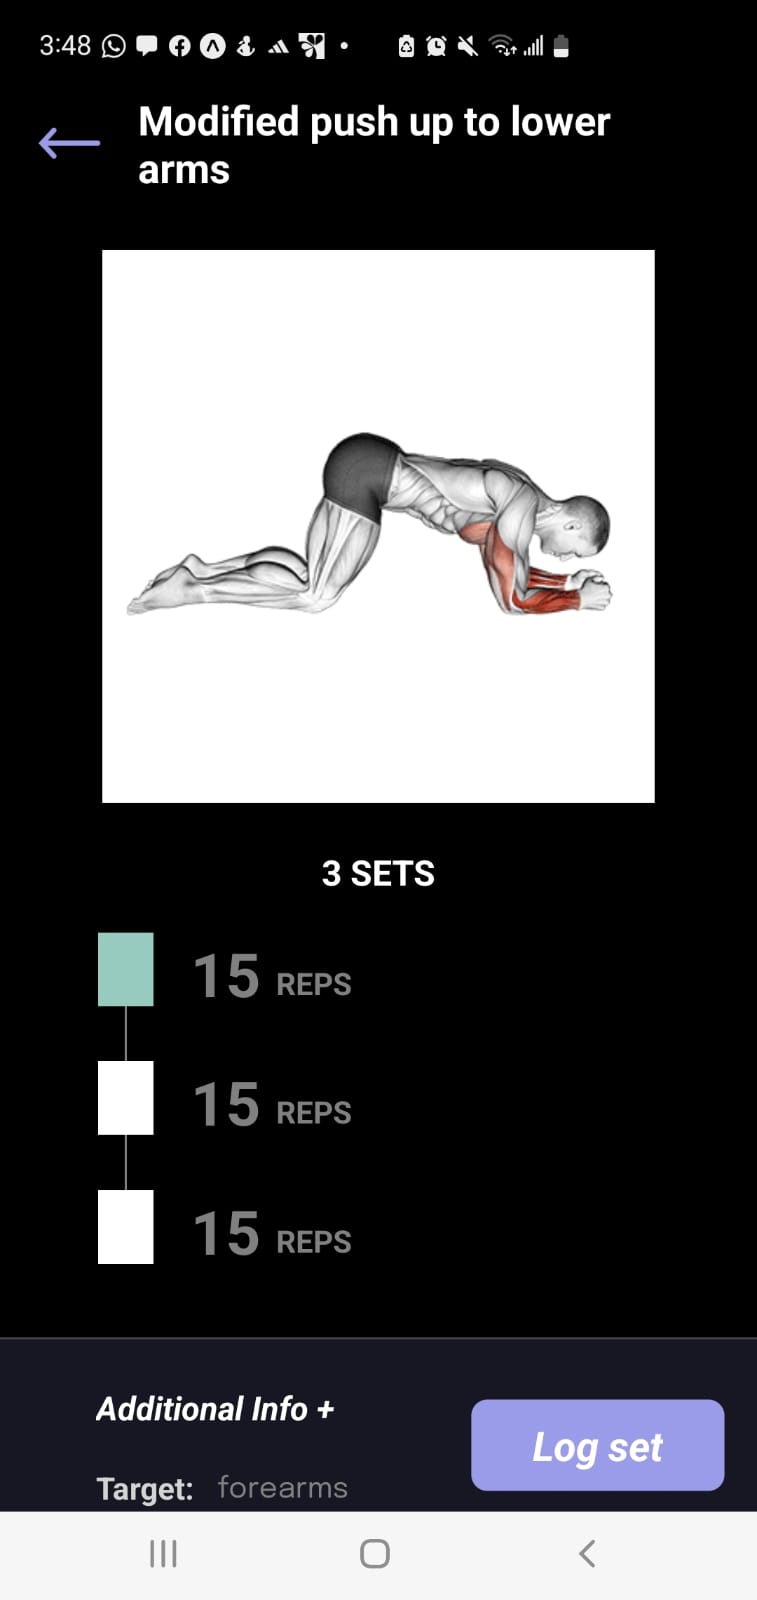 3:48
Modified push up to lower
arms
3 SETS
15 REPS
15 REPS
15 REPS
Additional Info +
Log set
Target: forearms